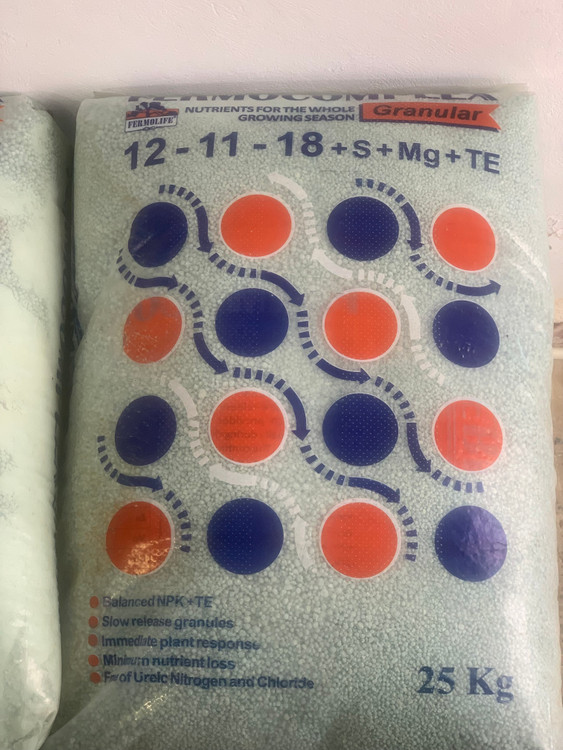 FERMOCOMPLEX
FERMOLIFE
NUTRIENTS FOR THE WHOLE
GROWING SEASON
Granular
12 - 11 - 18 + S + Mg + TE
Balanced NPK + TE
Slow release granules
Immediate plant response
Minimum nutrient loss
of Ureic Nitrogen and Chloride
25 Kg